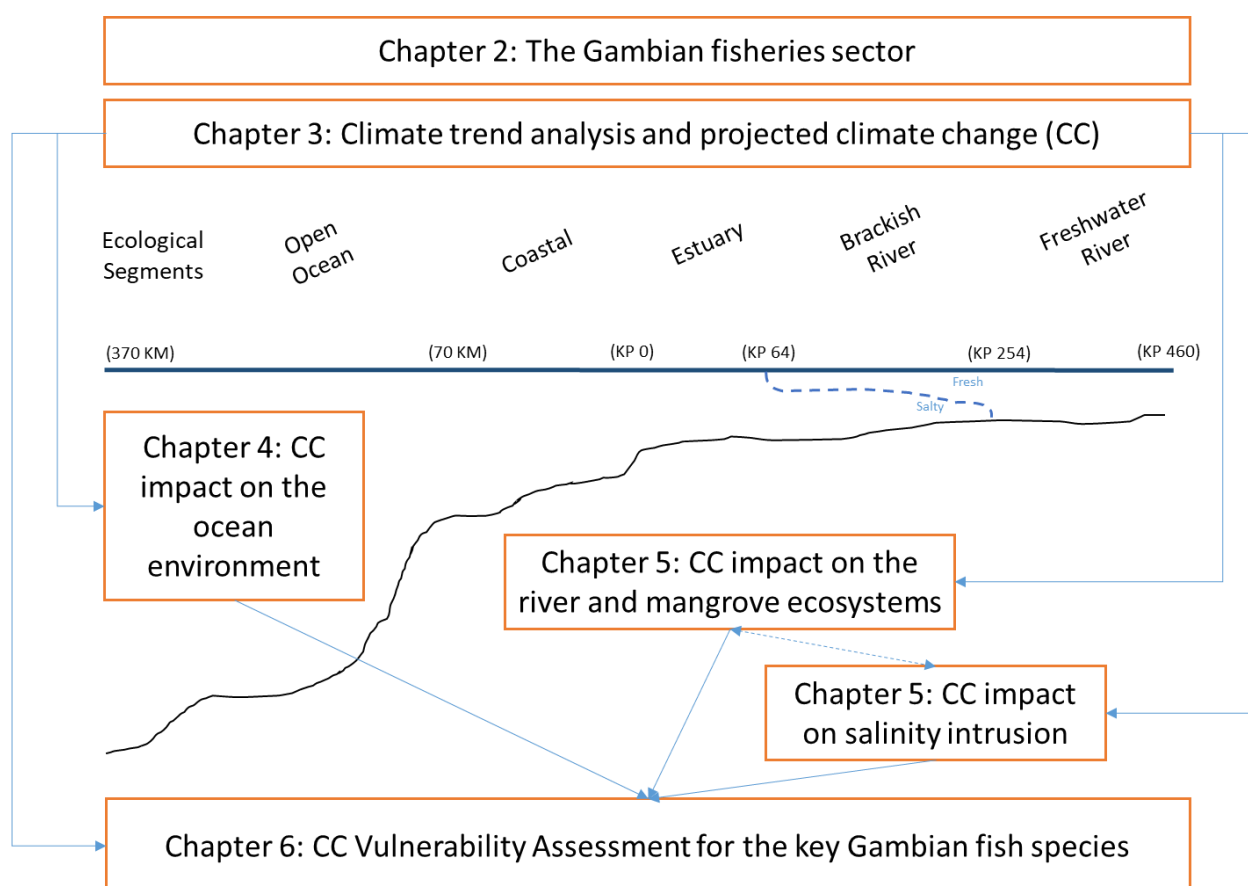 Chapter 2: The Gambian fisheries sector
Chapter 3: Climate trend analysis and projected climate change (CC)
Ecological
Segments
Open
Ocean
Coastal
Estuary
Brackish
River
Freshwater
River
(370 KM)
(70 KM)
(KP 0)
(KP 64)
(KP 254)
(KP 460)
Fresh
Salty
Chapter 4: CC
impact on the
ocean
environment
Chapter 5: CC impact on the
river and mangrove ecosystems
Chapter 5: CC impact
on salinity intrusion
Chapter 6: CC Vulnerability Assessment for the key Gambian fish species